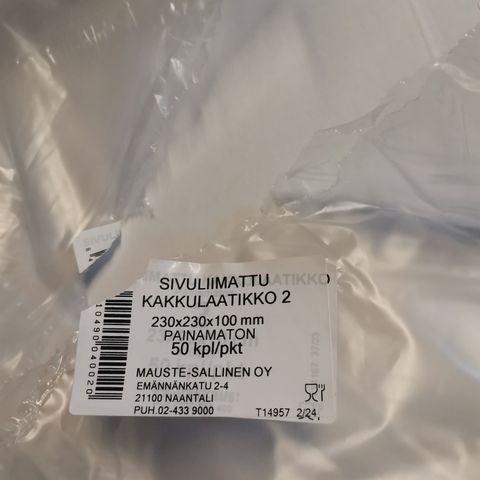 SIVULIIMATTU
KAKKULAATIKKO 2
230x230x100 mm
PAINAMATON
50 kpl/pkt
MAUSTE-SALLINEN OY
EMÄNNÄNKATU 2-4
21100 NAANTALI
PUH.02-433 9000
T14957 2/24
10490040020